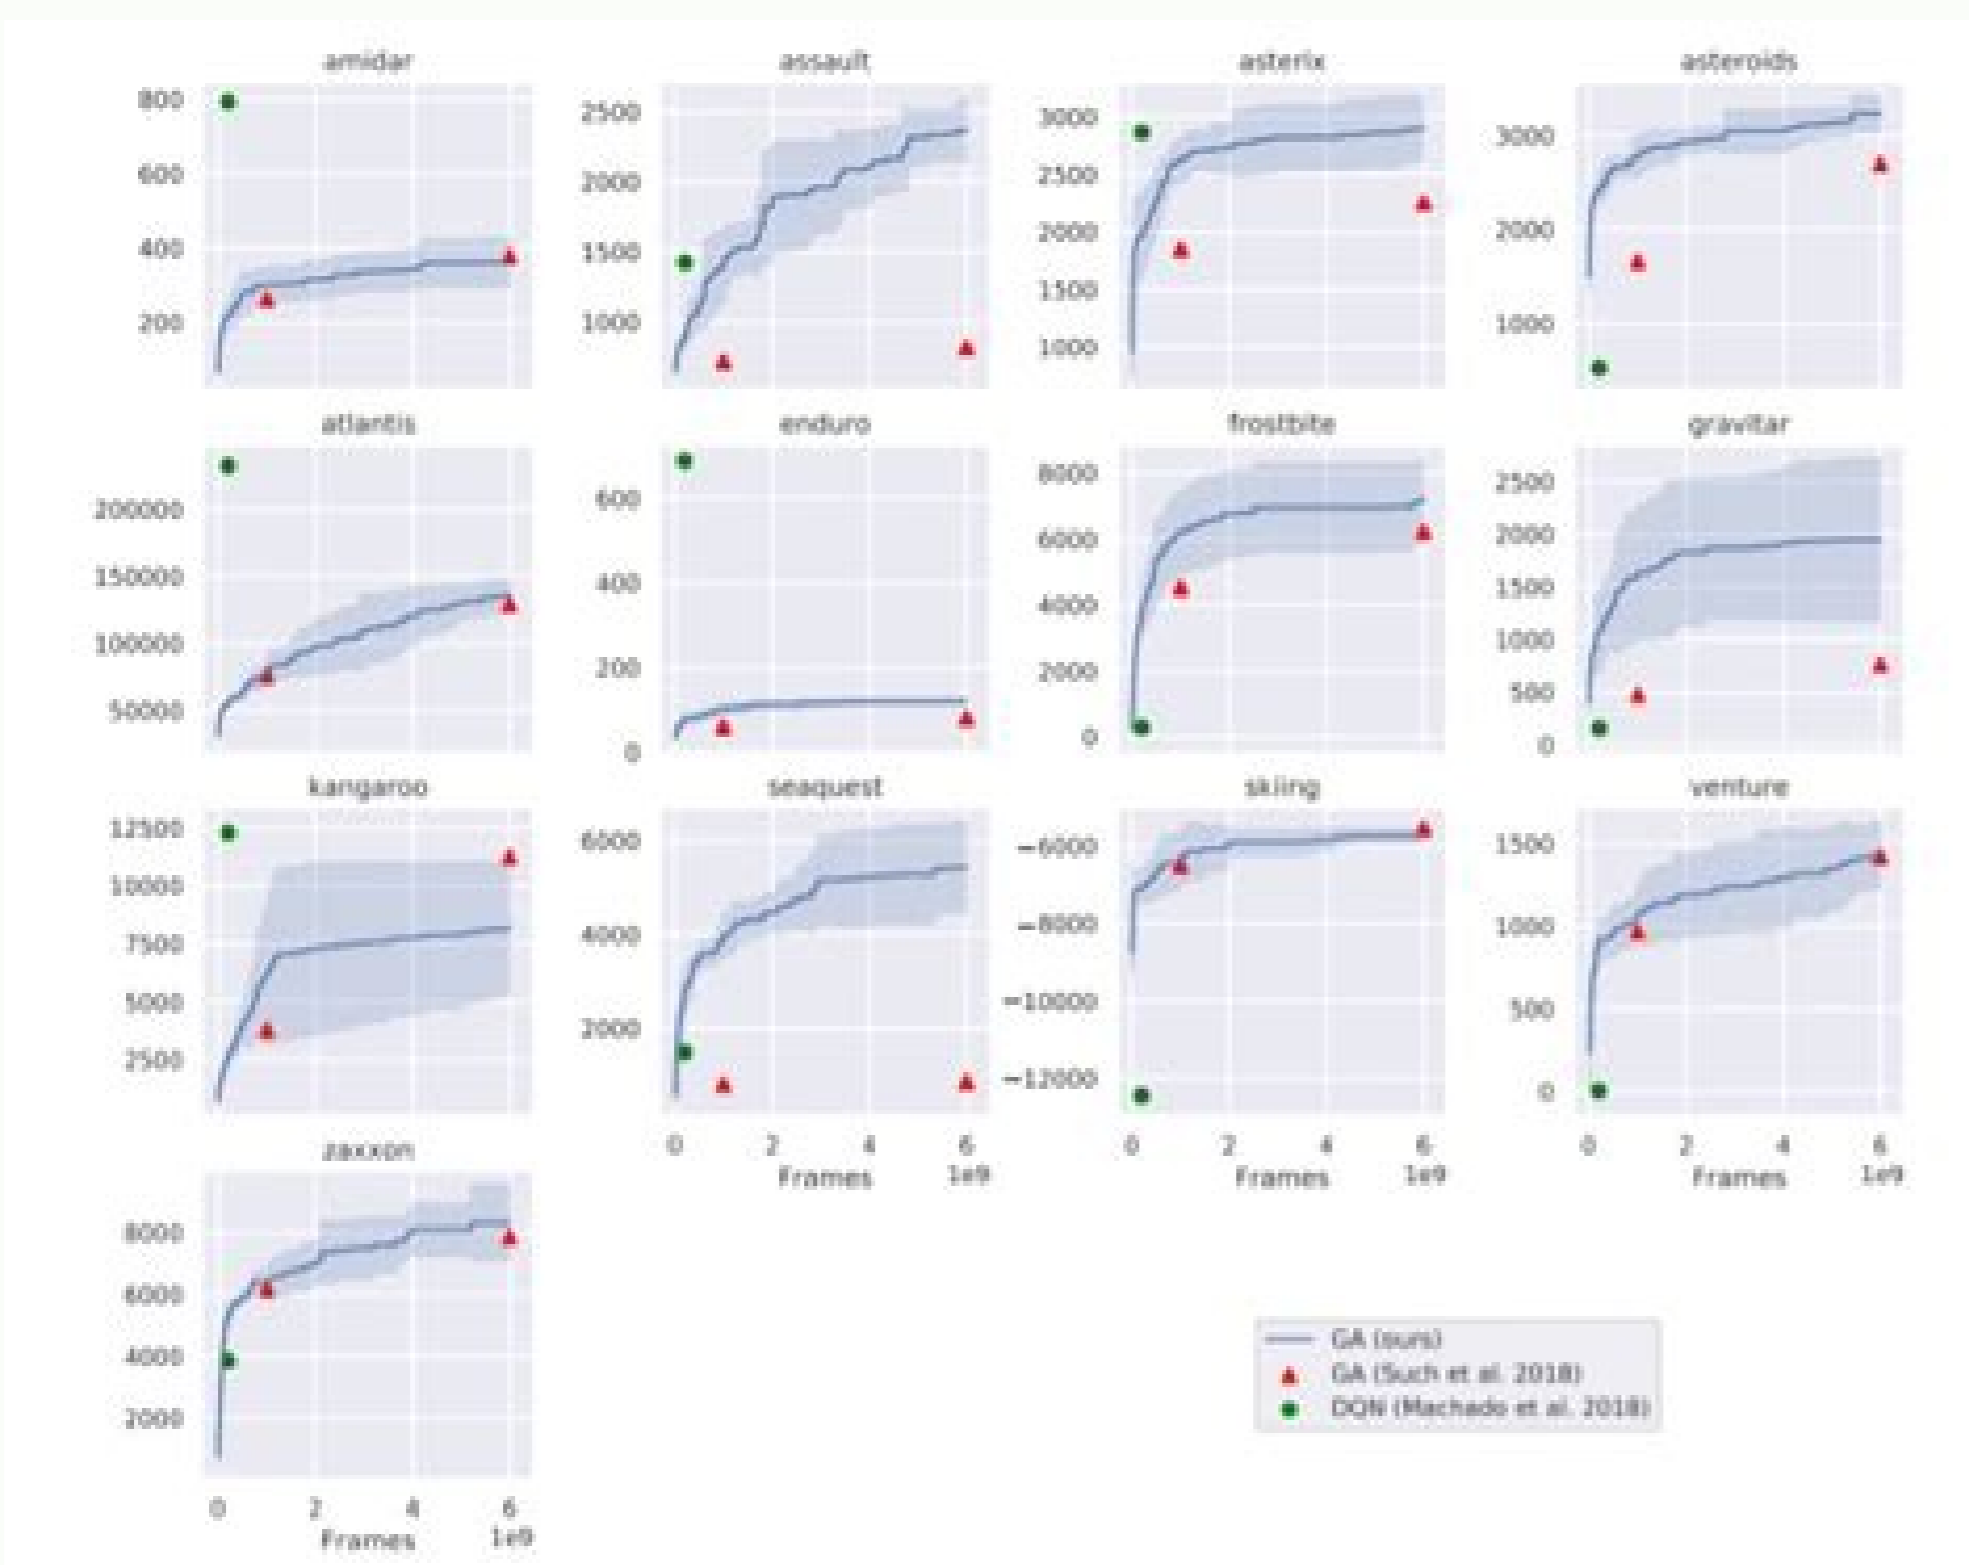 amidar
800
600
400
200
assault
2500
2000
1500
1000
asterix
3000
2500
2000
1500
1000
asteroids
3000
2000
1000
atlantis
200000
150000
100000
50000
enduro
600
400
200
0
frostbite
8000
6000
4000
2000
0
gravitar
2500
2000
1500
1000
500
0
kangaroo
12500
10000
7500
5000
2500
seaquest
6000
4000
2000
0 2 4 6
Frames 1e9
skiing
−6000
−8000
−10000
−12000
0 2 4 6
Frames 1e9
venture
1500
1000
500
0
0 2 4 6
Frames 1e9
zaxxon
8000
6000
4000
2000
0 2 4 6
Frames 1e9
GA (ours)
GA (Such et al. 2018)
DQN (Machado et al. 2018)